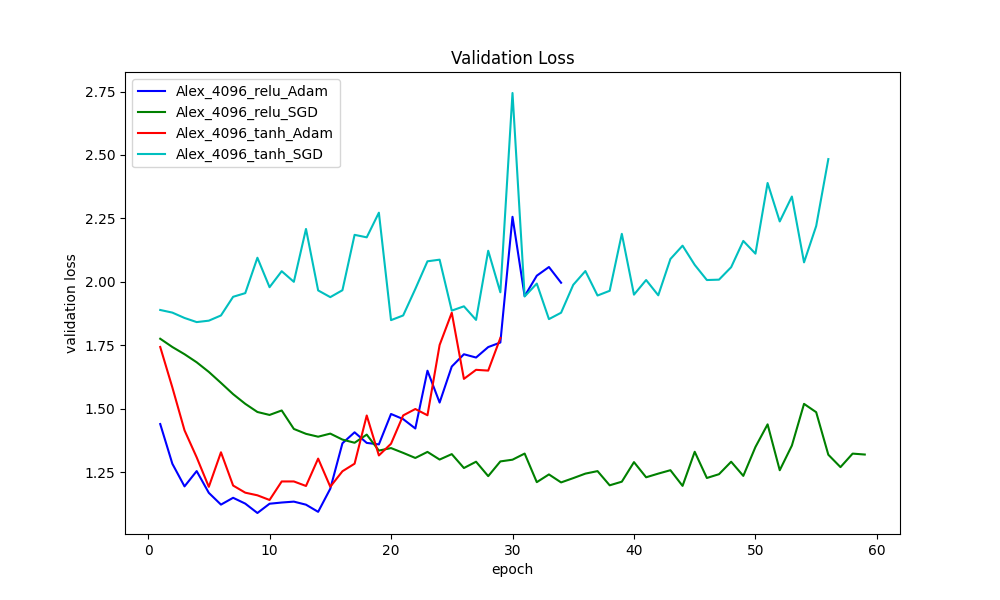 Validation Loss
Alex_4096_relu_Adam
Alex_4096_relu_SGD
Alex_4096_tanh_Adam
Alex_4096_tanh_SGD
validation loss
2.75
2.50
2.25
2.00
1.75
1.50
1.25
0 10 20 30 40 50 60
epoch